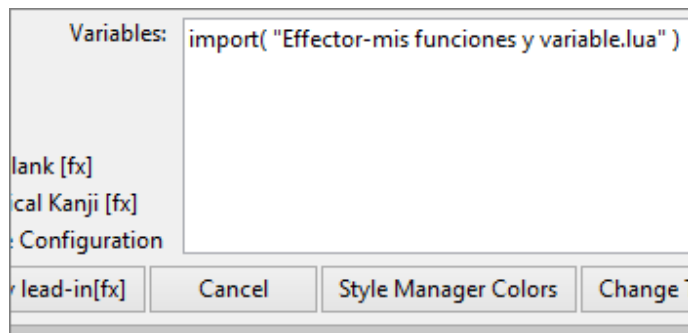 Variables:
import( "Effector-mis funciones y variable.lua" )
lank [fx]
ical Kanji [fx]
Configuration
lead-in[fx]
Cancel
Style Manager Colors
Change